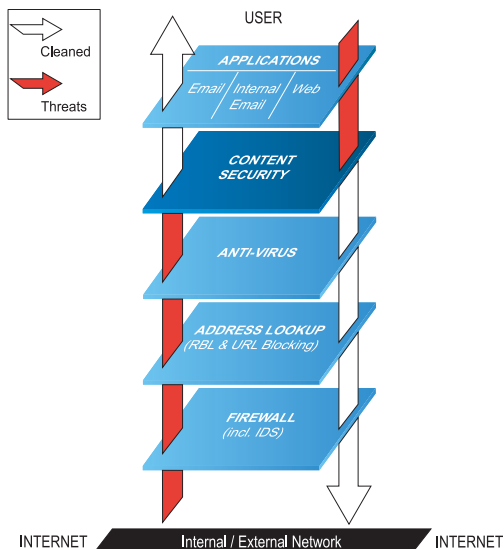 USER
Cleaned
Threats
APPLICATIONS
Email Internal Email Web
CONTENT SECURITY
ANTI-VIRUS
ADDRESS LOOKUP
(RBL & URL Blocking)
FIREWALL
(incl. IDS)
INTERNET Internal / External Network INTERNET